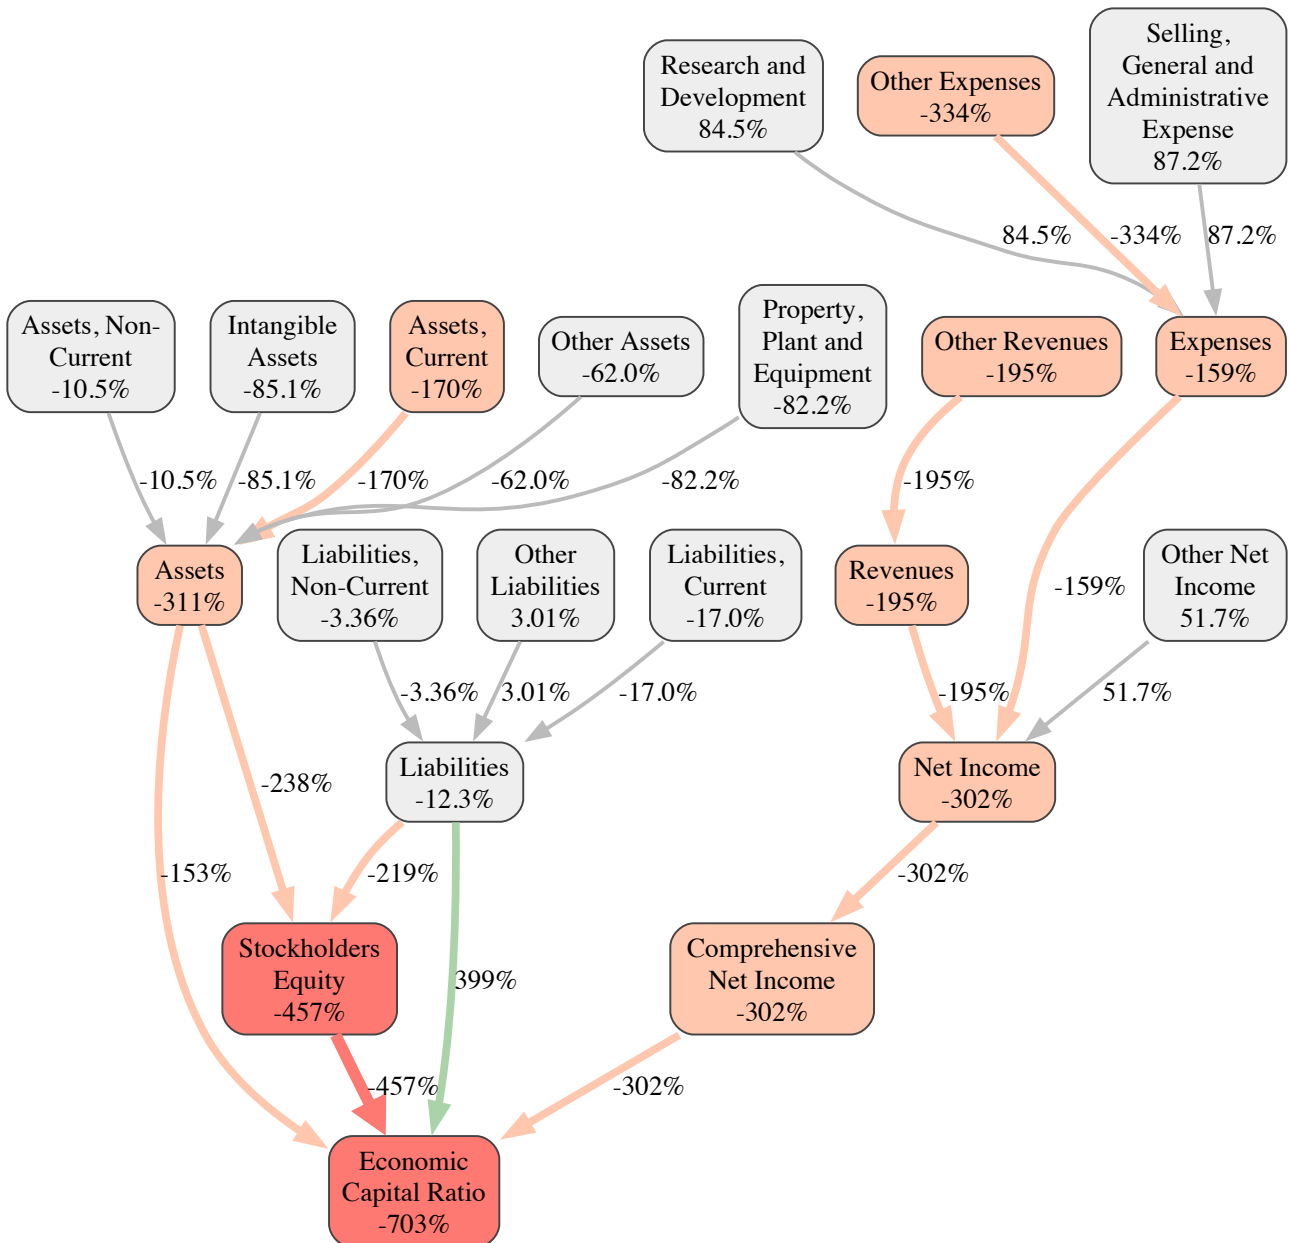 Research and
Development
84.5%
Other Expenses
-334%
Selling,
General and
Administrative
Expense
87.2%
84.5%
-334%
87.2%
Assets, Non-
Current
-10.5%
Intangible
Assets
-85.1%
Assets,
Current
-170%
Other Assets
-62.0%
Property,
Plant and
Equipment
-82.2%
Other Revenues
-195%
Expenses
-159%
-10.5%
-85.1%
-170%
-62.0%
-82.2%
-195%
Assets
-311%
Liabilities,
Non-Current
-3.36%
Other
Liabilities
3.01%
Liabilities,
Current
-17.0%
Revenues
-195%
-159%
Other Net
Income
51.7%
-3.36%
3.01%
-17.0%
-195%
51.7%
-238%
Liabilities
-12.3%
Net Income
-302%
-153%
-219%
-302%
Stockholders
Equity
-457%
399%
Comprehensive
Net Income
-302%
-457%
-302%
Economic
Capital Ratio
-703%